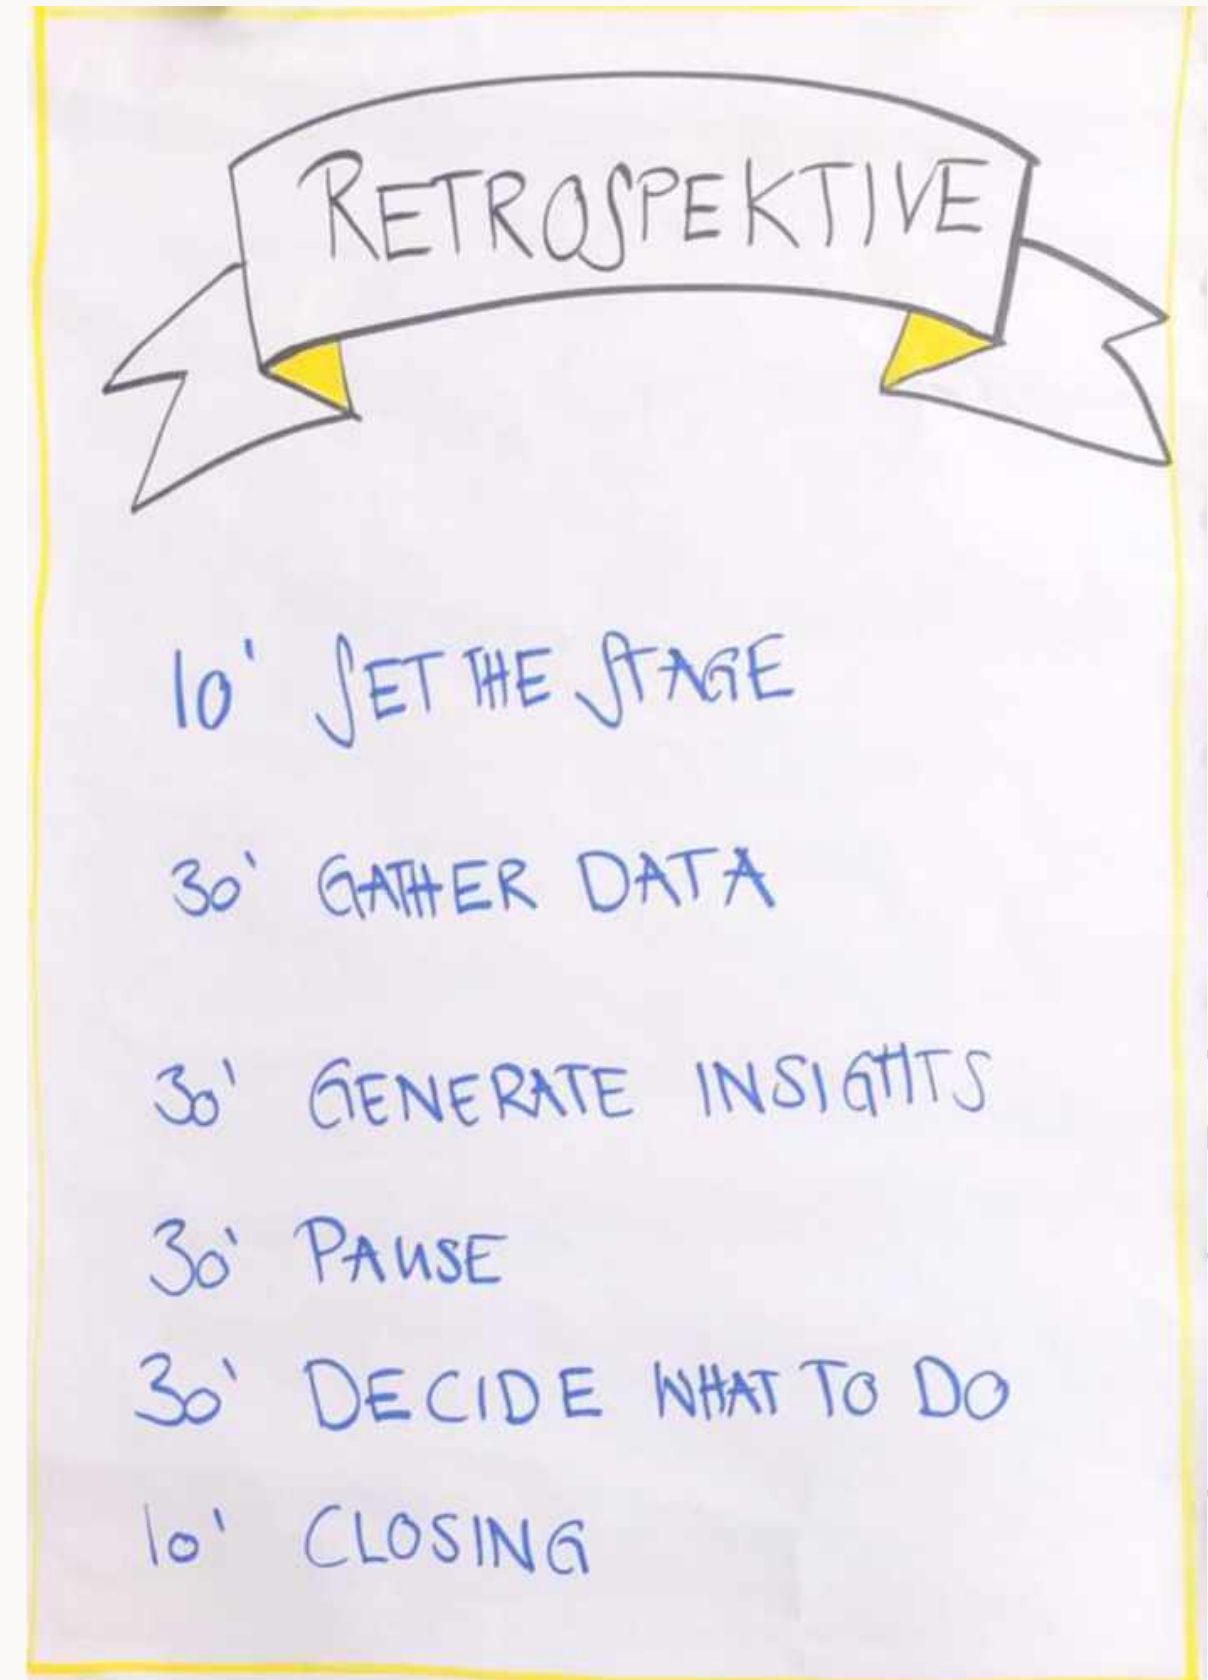 RETROSPEKTIVE
10' SET THE STAGE
30' GATHER DATA
30' GENERATE INSIGHTS
30' PAUSE
30' DECIDE WHAT TO DO
10' CLOSING